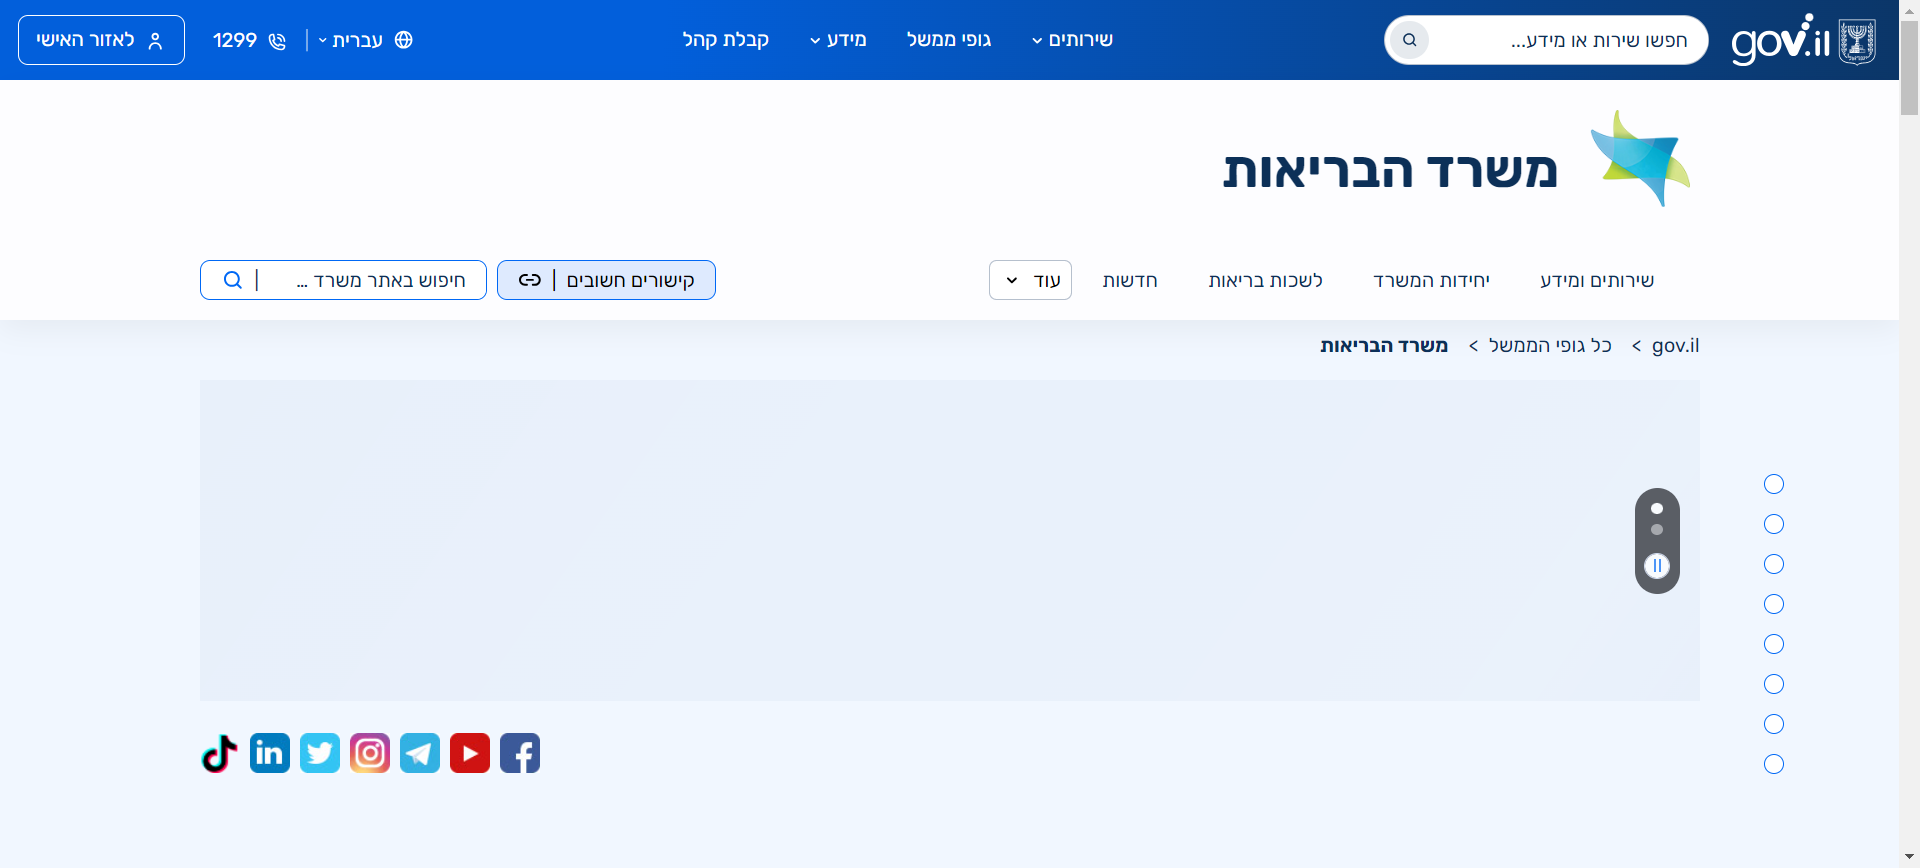 gov.il
חפשו שירות או מידע...
שירותים
גופי ממשל
מידע
קבלת קהל
עברית
1299
לאזור האישי
משרד הבריאות
שירותים ומידע
יחידות המשרד
לשכות בריאות
חדשות
עוד
קישורים חשובים
חיפוש באתר משרד ...
gov.il > כל גופי הממשל > משרד הבריאות